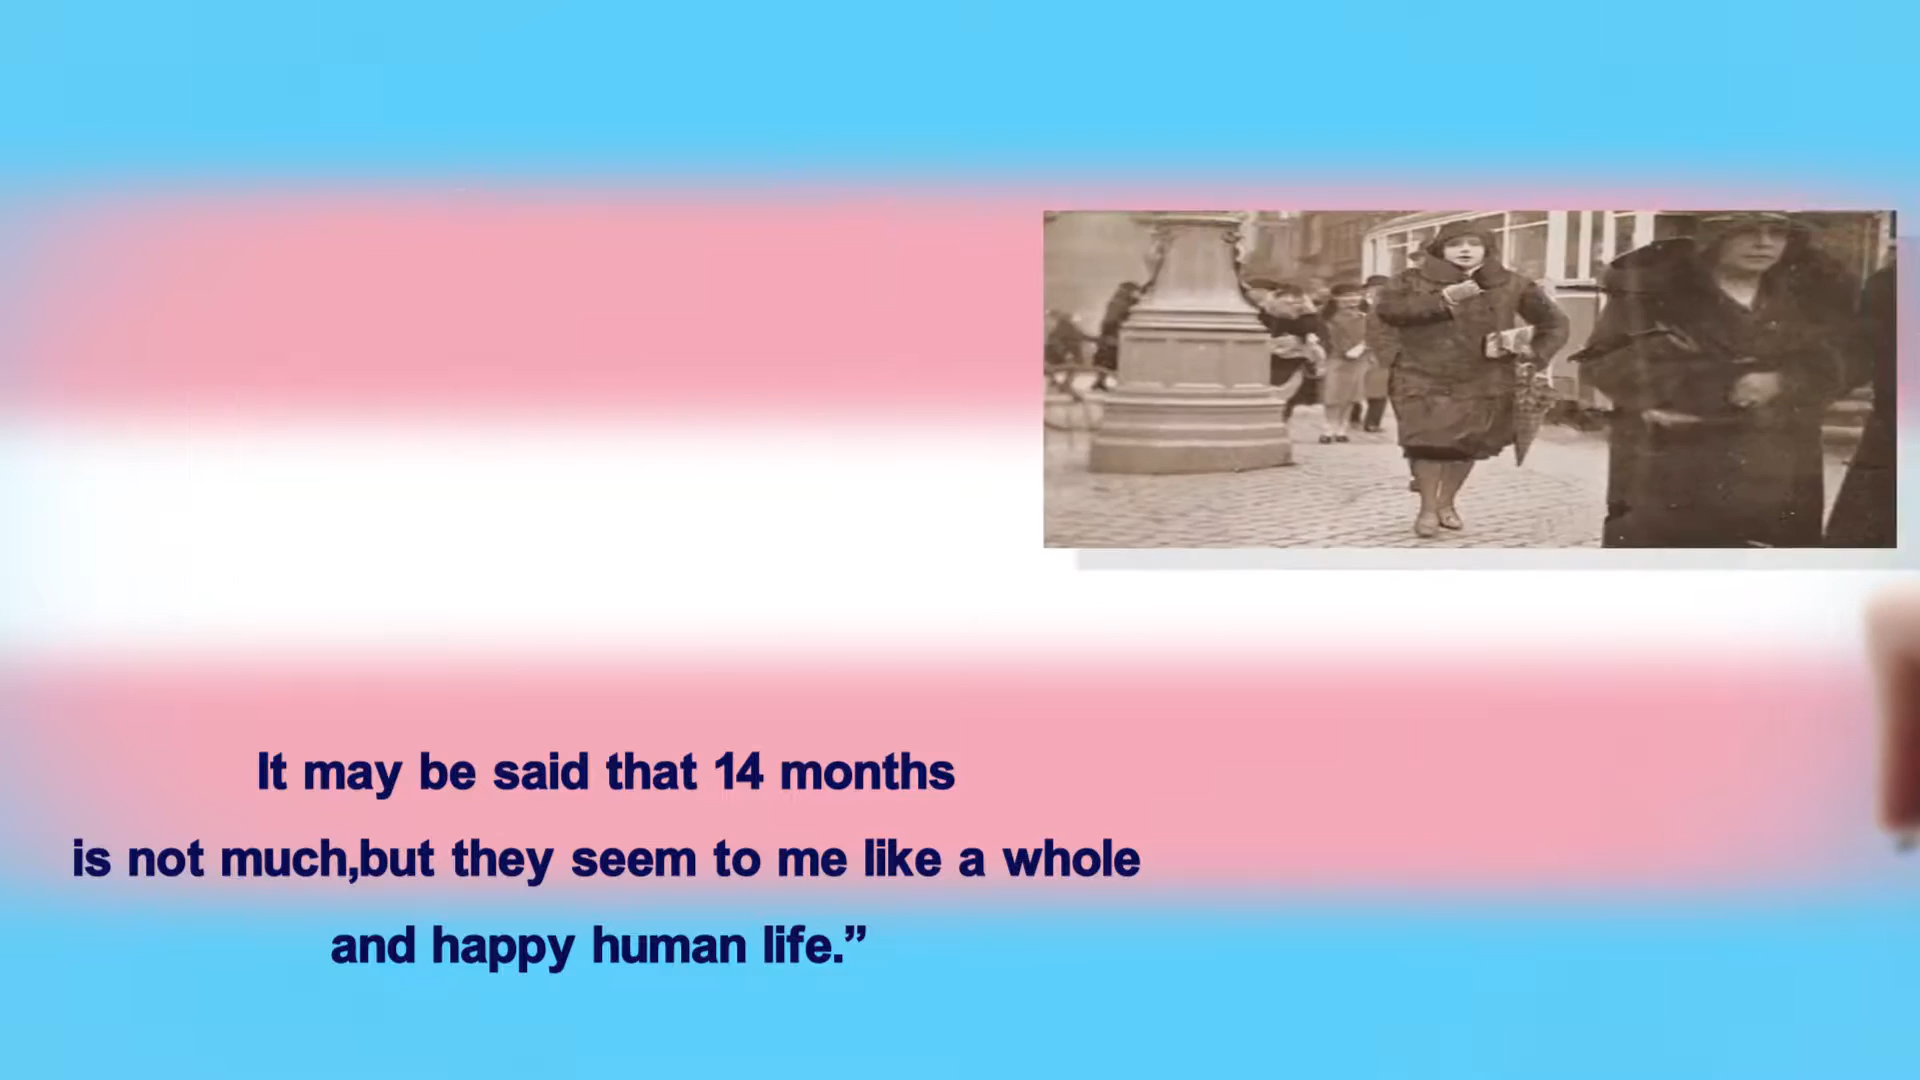 It may be said that 14 months
is not much,but they seem to me like a whole
and happy human life.”